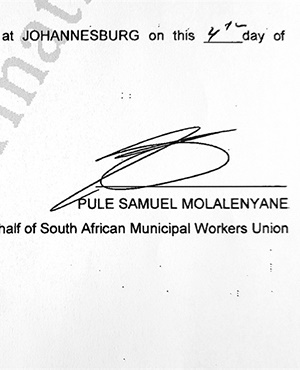 at JOHANNESBURG on this 4th day of
PULE SAMUEL MOLALENYANE
half of South African Municipal Workers Union